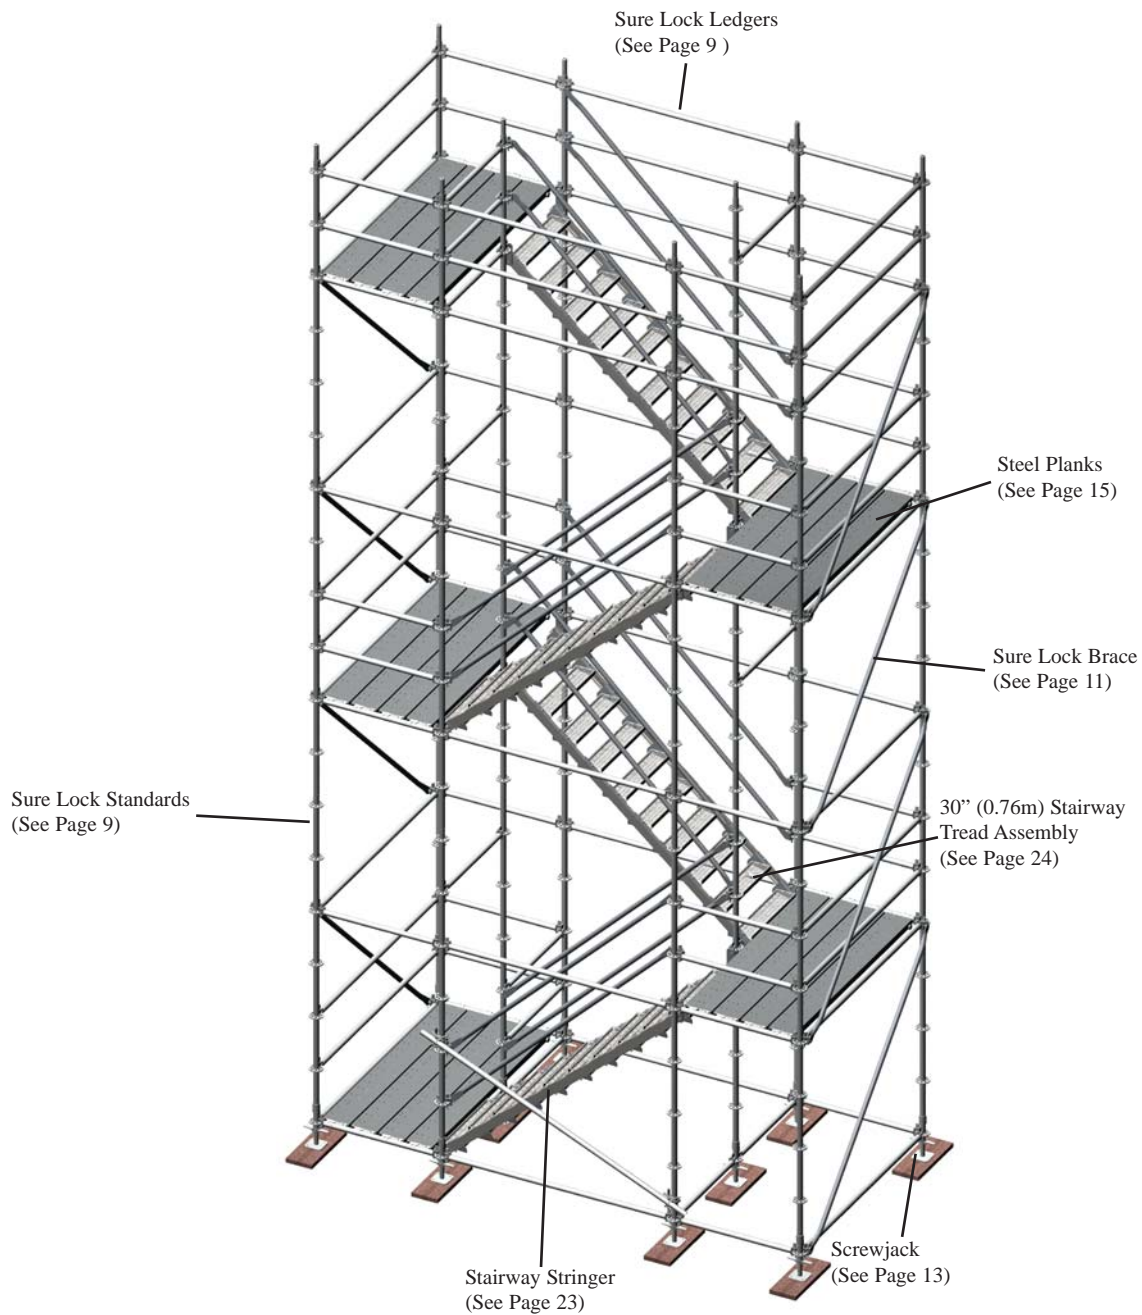 Sure Lock Ledgers
(See Page 9 )
Steel Planks
(See Page 15)
Sure Lock Brace
(See Page 11)
Sure Lock Standards
(See Page 9)
30” (0.76m) Stairway
Tread Assembly
(See Page 24)
Screwjack
(See Page 13)
Stairway Stringer
(See Page 23)